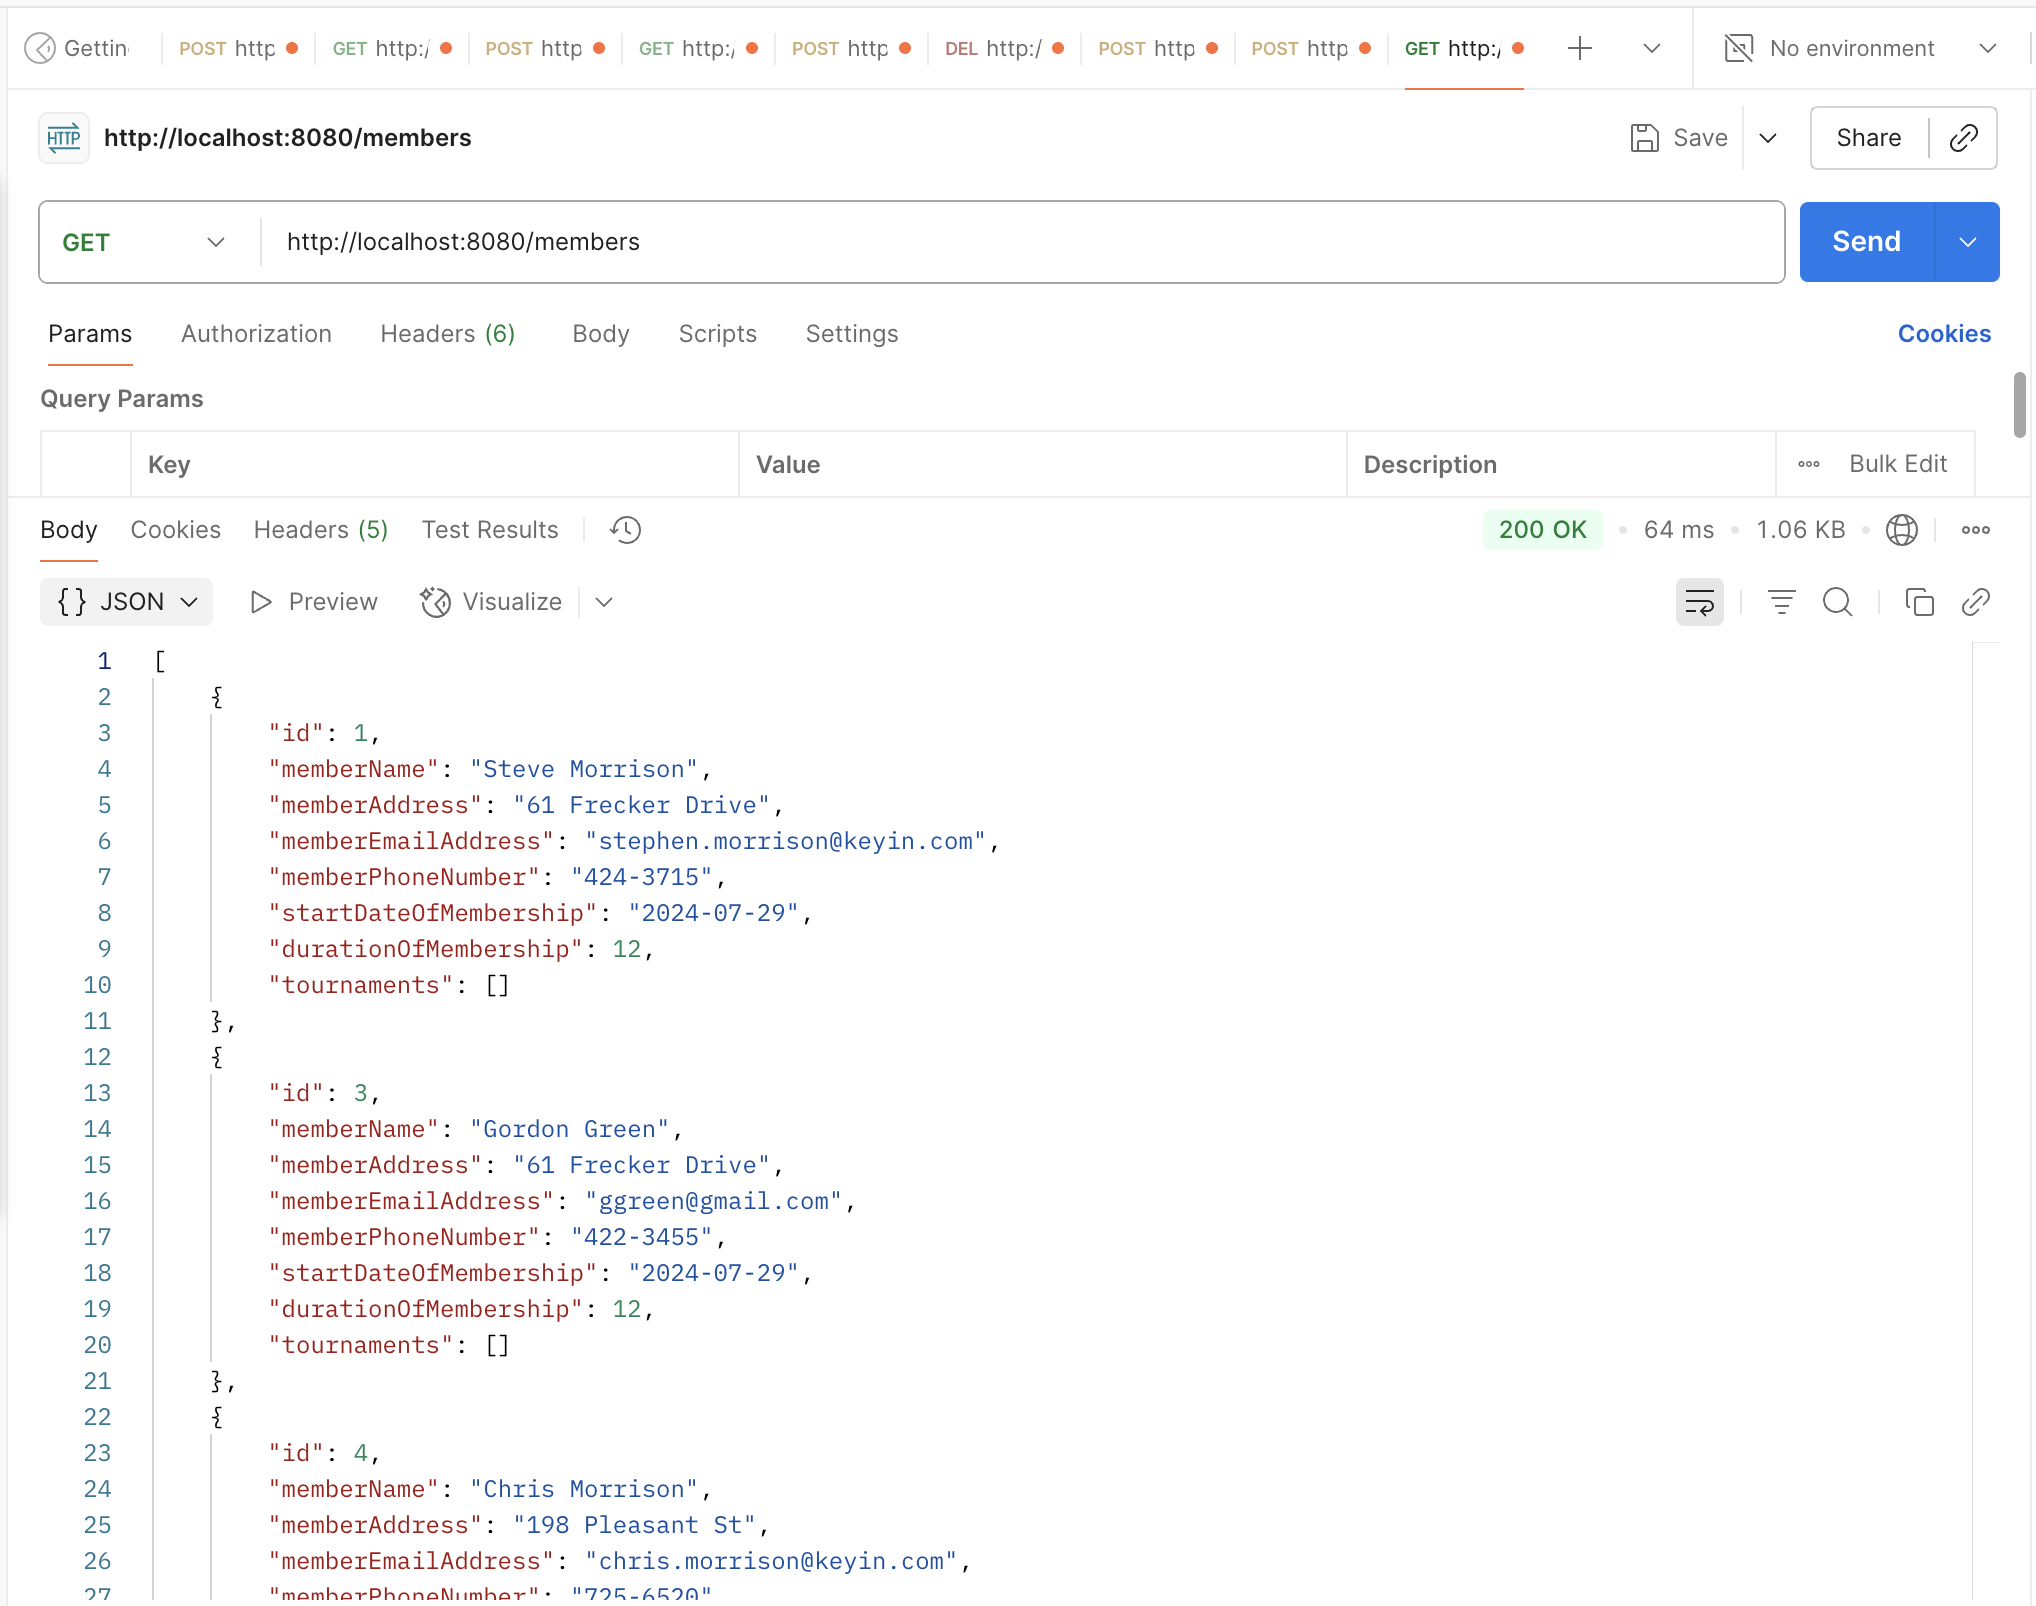 Gettin POST http GET http:/ POST http GET http:/ POST http DEL http:/ POST http POST http GET http:/ No environment
HTTP http://localhost:8080/members Save Share
GET http://localhost:8080/members Send
Params Authorization Headers (6) Body Scripts Settings Cookies
Query Params
Key Value Description Bulk Edit
Body Cookies Headers (5) Test Results 200 OK 64 ms 1.06 KB
{} JSON Preview Visualize
1 [
2 {
3 "id": 1,
4 "memberName": "Steve Morrison",
5 "memberAddress": "61 Frecker Drive",
6 "memberEmailAddress": "stephen.morrison@keyin.com",
7 "memberPhoneNumber": "424-3715",
8 "startDateOfMembership": "2024-07-29",
9 "durationOfMembership": 12,
10 "tournaments": []
11 },
12 {
13 "id": 3,
14 "memberName": "Gordon Green",
15 "memberAddress": "61 Frecker Drive",
16 "memberEmailAddress": "ggreen@gmail.com",
17 "memberPhoneNumber": "422-3455",
18 "startDateOfMembership": "2024-07-29",
19 "durationOfMembership": 12,
20 "tournaments": []
21 },
22 {
23 "id": 4,
24 "memberName": "Chris Morrison",
25 "memberAddress": "198 Pleasant St",
26 "memberEmailAddress": "chris.morrison@keyin.com",
27 "memberPhoneNumber": "725-6520"